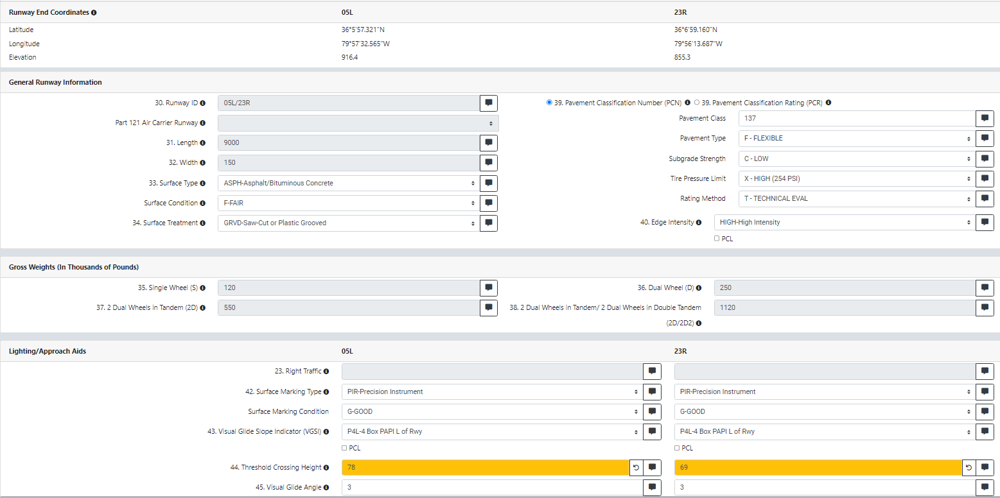 Runway End Coordinates 05L 23R
Latitude 36°5'57.321"N 36°6'59.160"N
Longitude 79°57'32.565"W 79°56'13.687"W
Elevation 916.4 855.3
General Runway Information
30. Runway ID 05L/23R
Part 121 Air Carrier Runway
31. Length 9000
32. Width 150
33. Surface Type ASPH-Asphalt/Bituminous Concrete
Surface Condition F-FAIR
34. Surface Treatment GRVD-Saw-Cut or Plastic Grooved
39. Pavement Classification Number (PCN) 39. Pavement Classification Rating (PCR)
Pavement Class 137
Pavement Type F - FLEXIBLE
Subgrade Strength C - LOW
Tire Pressure Limit X - HIGH (254 PSI)
Rating Method T - TECHNICAL EVAL
40. Edge Intensity HIGH-High Intensity
PCL
Gross Weights (In Thousands of Pounds)
35. Single Wheel (S) 120 36. Dual Wheel (D) 250
37. 2 Dual Wheels in Tandem (2D) 550 38. 2 Dual Wheels in Tandem/ 2 Dual Wheels in Double Tandem 1120
(2D/2D2)
Lighting/Approach Aids 05L 23R
23. Right Traffic
42. Surface Marking Type PIR-Precision Instrument PIR-Precision Instrument
Surface Marking Condition G-GOOD G-GOOD
43. Visual Glide Slope Indicator (VGSI) P4L-4 Box PAPI L of Rwy P4L-4 Box PAPI L of Rwy
PCL PCL
44. Threshold Crossing Height 78 69
45. Visual Glide Angle 3 3